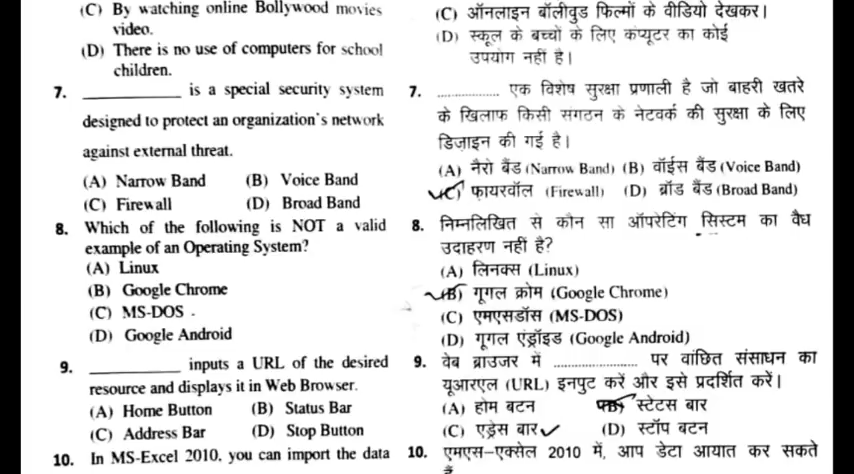 (C) By watching online Bollywood movies
video.
(D) There is no use of computers for school
children.
7. __________ is a special security system
designed to protect an organization's network
against external threat.
(A) Narrow Band (B) Voice Band
(C) Firewall (D) Broad Band
8. Which of the following is NOT a valid
example of an Operating System?
(A) Linux
(B) Google Chrome
(C) MS-DOS
(D) Google Android
9. __________ inputs a URL of the desired
resource and displays it in Web Browser.
(A) Home Button (B) Status Bar
(C) Address Bar (D) Stop Button
10. In MS-Excel 2010, you can import the data
(C) ऑनलाइन बॉलीवुड फिल्मों के वीडियो देखकर।
(D) स्कूल के बच्चों के लिए कंप्यूटर का कोई
उपयोग नहीं है।
7. ............... एक विशेष सुरक्षा प्रणाली है जो बाहरी खतरे
के खिलाफ किसी संगठन के नेटवर्क की सुरक्षा के लिए
डिज़ाइन की गई है।
(A) नैरो बैंड (Narrow Band) (B) वॉईस बैंड (Voice Band)
(C) फायरवॉल (Firewall) (D) ब्रॉड बैंड (Broad Band)
8. निम्नलिखित से कौन सा ऑपरेटिंग सिस्टम का वैध
उदाहरण नहीं है?
(A) लिनक्स (Linux)
(B) गूगल क्रोम (Google Chrome)
(C) एमएसडॉस (MS-DOS)
(D) गूगल एंड्रॉइड (Google Android)
9. वेब ब्राउजर में ..................... पर वांछित संसाधन का
यूआरएल (URL) इनपुट करें और इसे प्रदर्शित करें।
(A) होम बटन (B) स्टेटस बार
(C) एड्रेस बार (D) स्टॉप बटन
10. एमएस-एक्सेल 2010 में, आप डेटा आयात कर सकते